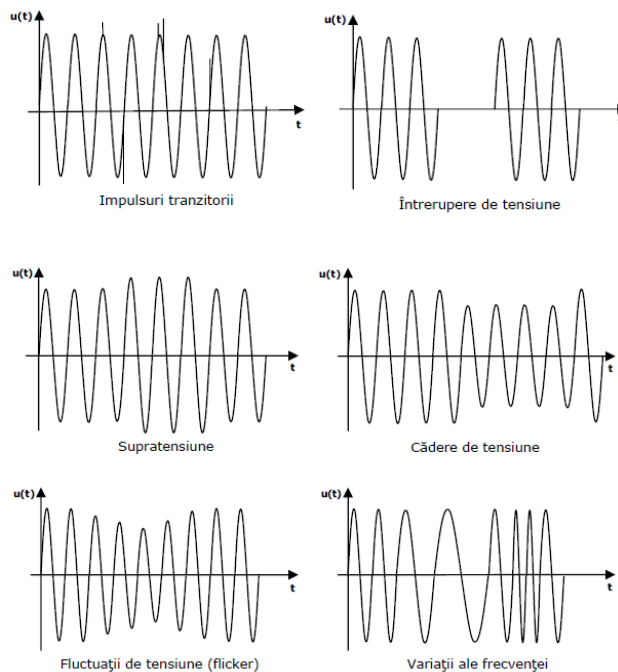 u(t)
t
Impulsuri tranzitorii
Întrerupere de tensiune
u(t)
t
Supratensiune
u(t)
t
Cădere de tensiune
u(t)
t
Fluctuaţii de tensiune (flicker)
u(t)
t
Variaţii ale frecvenţei